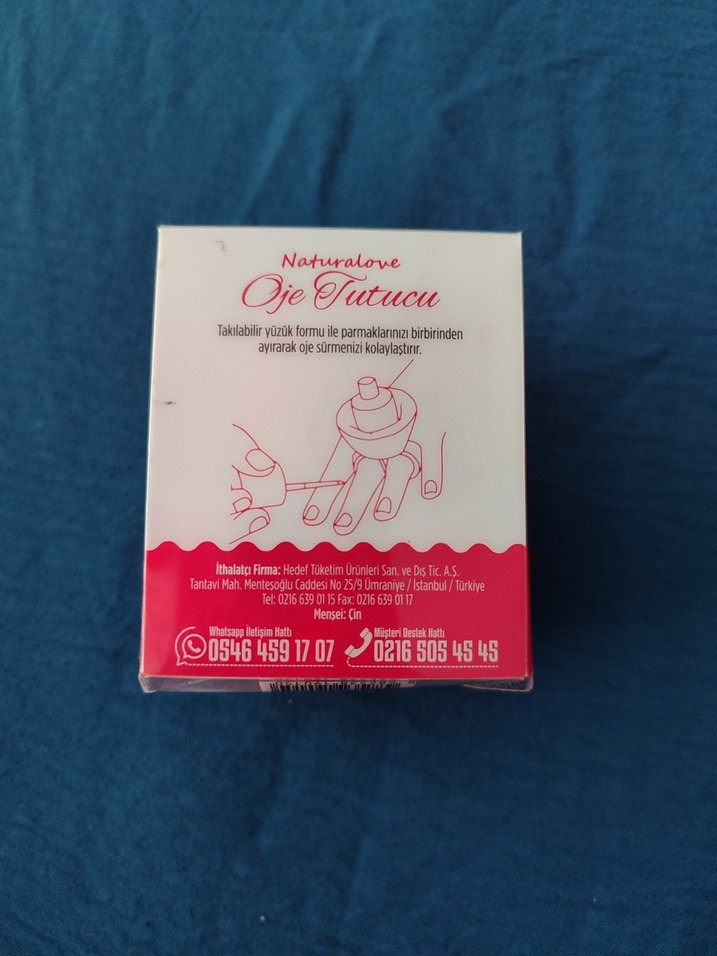 Naturalove
Oje Tutucu
Takılabilir yüzük formu ile parmaklarınızı birbirinden
ayırarak oje sürmenizi kolaylaştırır.
İthalatçı Firma: Hedef Tüketim Ürünleri San. ve Dış Tic. A.Ş.
Tantavi Mah. Menteşoğlu Caddesi No 25/9 Ümraniye / İstanbul / Türkiye
Tel: 0216 639 01 15 Fax: 0216 639 01 17
Menşei: Çin
Whatsapp İletişim Hattı
0546 459 17 07
Müşteri Destek Hattı
0216 505 45 45